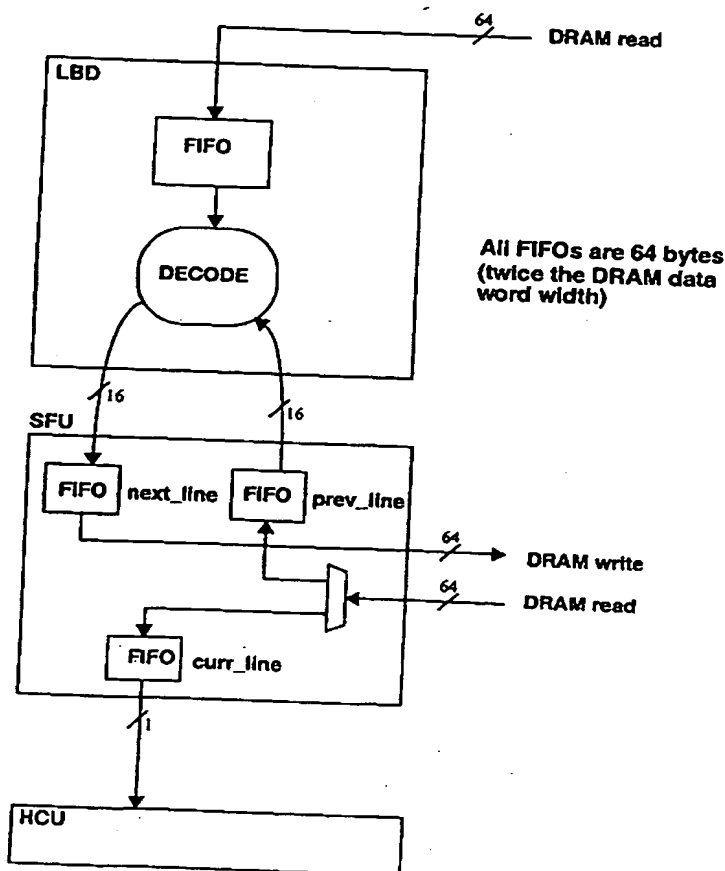 64
DRAM read
LBD
FIFO
DECODE
All FIFOs are 64 bytes
(twice the DRAM data
word width)
16
16
SFU
FIFO
next_line
FIFO
prev_line
64
DRAM write
64
DRAM read
FIFO
curr_line
1
HCU